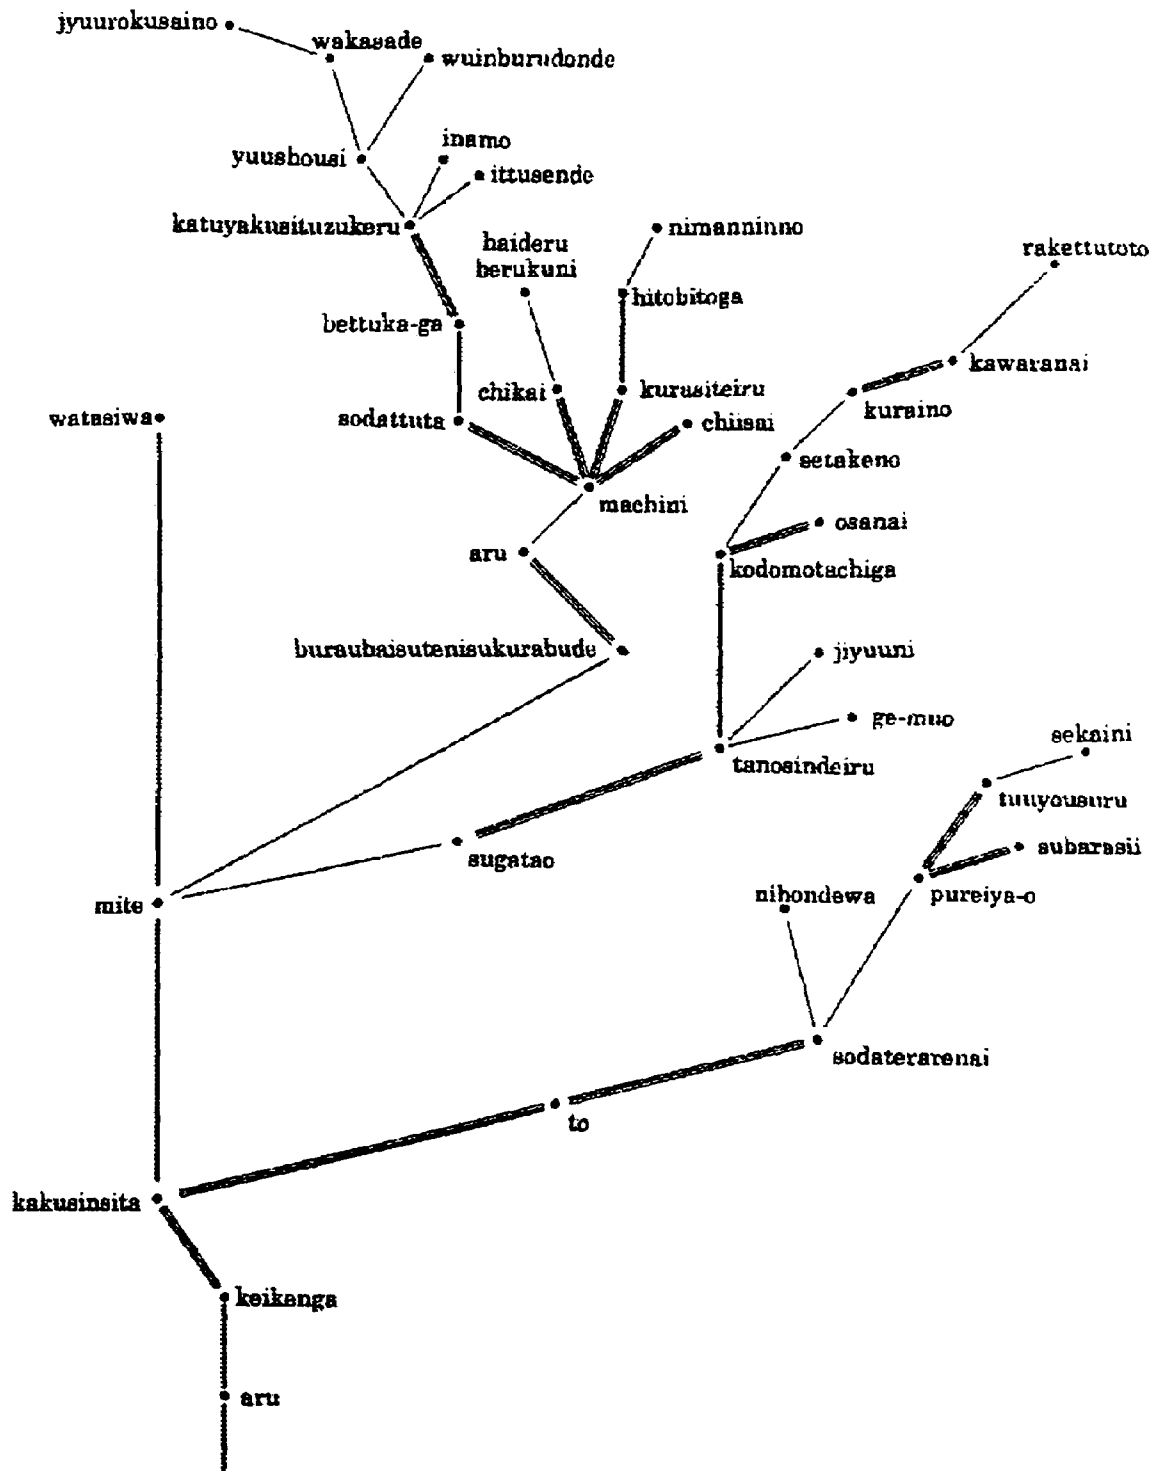 jyuurokusaino
wakasade
wuinburudonde
inamo
yuushousi
ittusende
katuyakusituzukeru
nimanninno
haideru
berukuni
rakettutoto
hitobitoga
bettuka-ga
kawaranai
chikai
kurasiteiru
kuraino
watasiwa
sodattuta
chiisai
setakeno
machini
osanai
aru
kodomotachiga
buraubaisutenisukurabude
jiyuuni
ge-muo
sekaini
tanosindeiru
tuuyousuru
subarasii
sugatao
nihondewa
pureiya-o
mite
sodaterarenai
to
kakusinsita
keikenga
aru